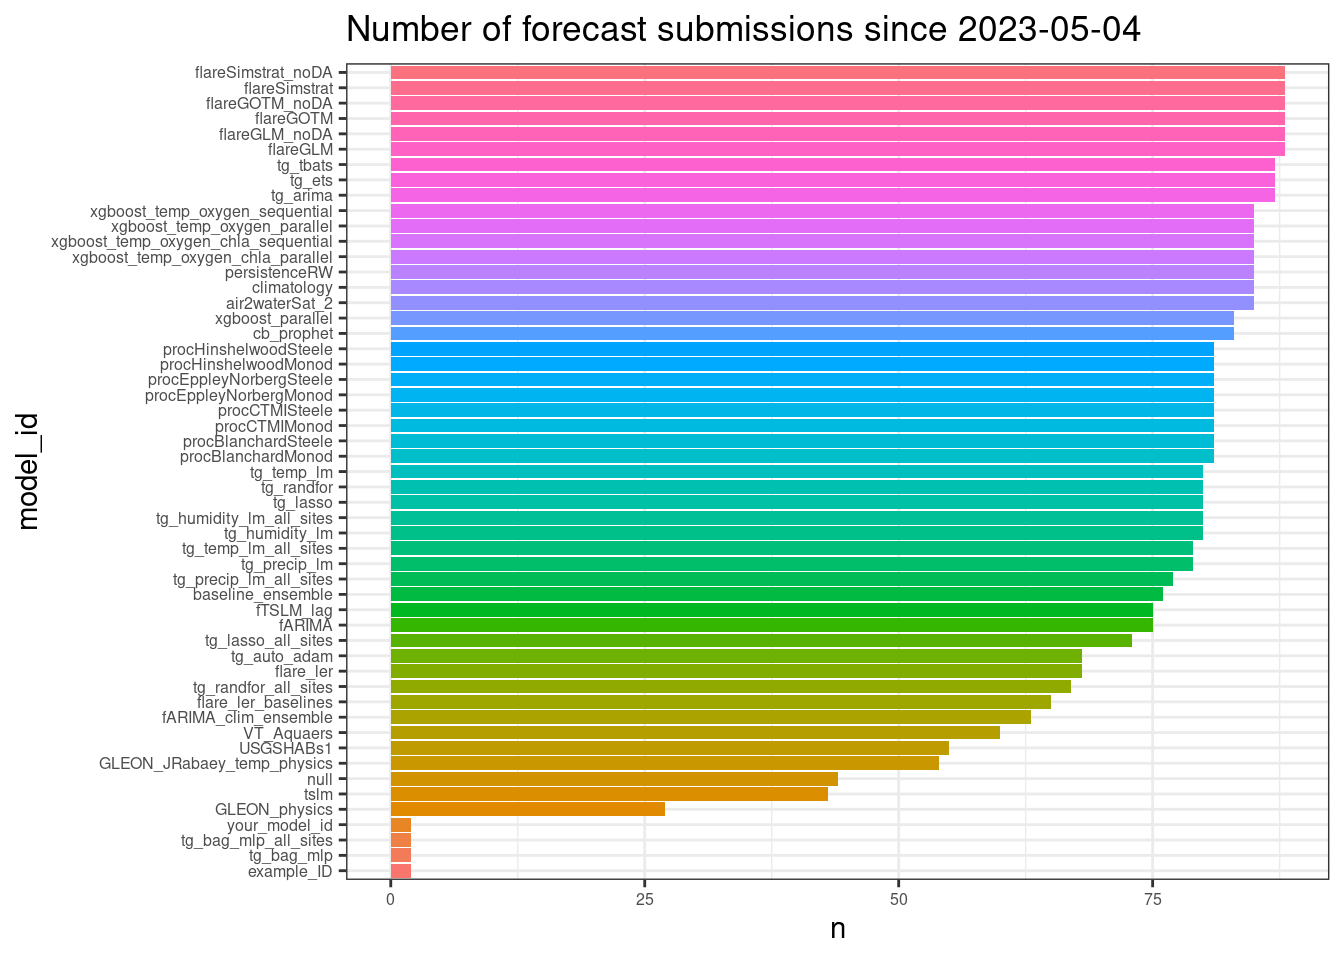 Number of forecast submissions since 2023-05-04
flareSimstrat_noDA
flareSimstrat
flareGOTM_noDA
flareGOTM
flareGLM_noDA
flareGLM
tg_tbats
tg_ets
tg_arima
xgboost_temp_oxygen_sequential
xgboost_temp_oxygen_parallel
xgboost_temp_oxygen_chla_sequential
xgboost_temp_oxygen_chla_parallel
persistenceRW
climatology
air2waterSat_2
xgboost_parallel
cb_prophet
procHinshelwoodSteele
procHinshelwoodMonod
procEppleyNorbergSteele
procEppleyNorbergMonod
procCTMISteele
procCTMIMonod
procBlanchardSteele
procBlanchardMonod
tg_temp_lm
tg_randfor
tg_lasso
tg_humidity_lm_all_sites
tg_humidity_lm
tg_temp_lm_all_sites
tg_precip_lm
tg_precip_lm_all_sites
baseline_ensemble
fTSLM_lag
fARIMA
tg_lasso_all_sites
tg_auto_adam
flare_ler
tg_randfor_all_sites
flare_ler_baselines
fARIMA_clim_ensemble
VT_Aquaers
USGSHABs1
GLEON_JRabaey_temp_physics
null
tslm
GLEON_physics
your_model_id
tg_bag_mlp_all_sites
tg_bag_mlp
example_ID
model_id
0 25 50 75
n